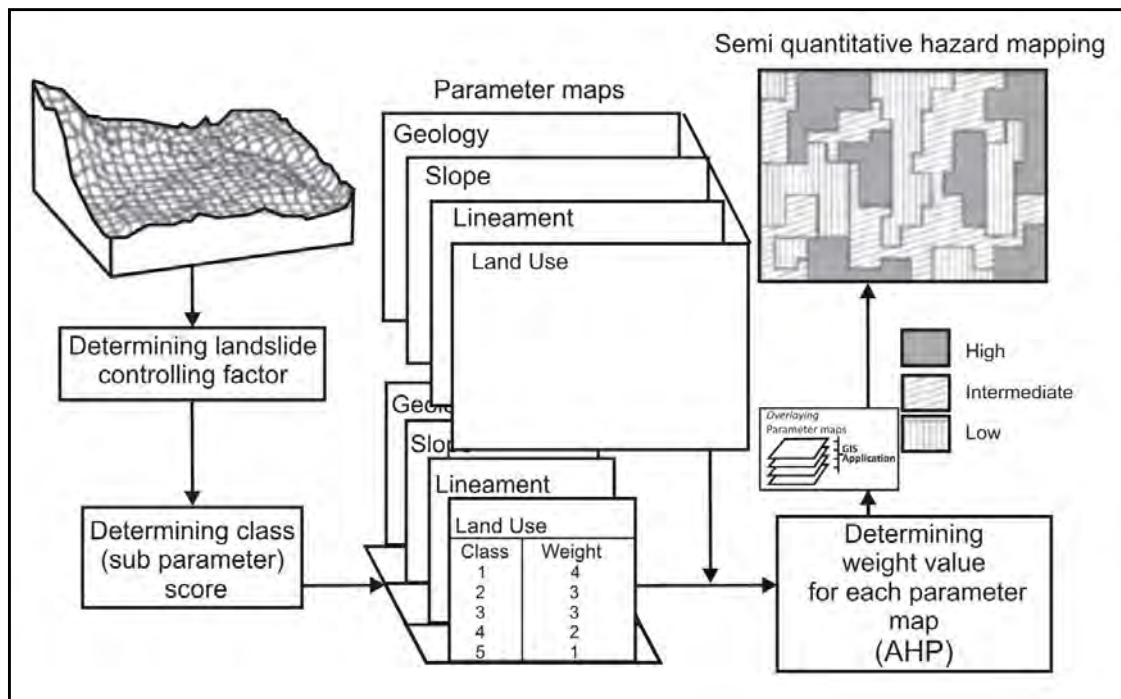 Semi quantitative hazard mapping
Parameter maps
Geology
Slope
Lineament
Land Use
Determining landslide
controlling factor
High
Intermediate
Low
Overlaying
Parameter maps
GIS
Application
Geolog
Slop
Lineament
Land Use
Class Weight
1 4
2 3
3 3
4 2
5 1
Determining class
(sub parameter)
score
Determining
weight value
for each parameter
map
(AHP)